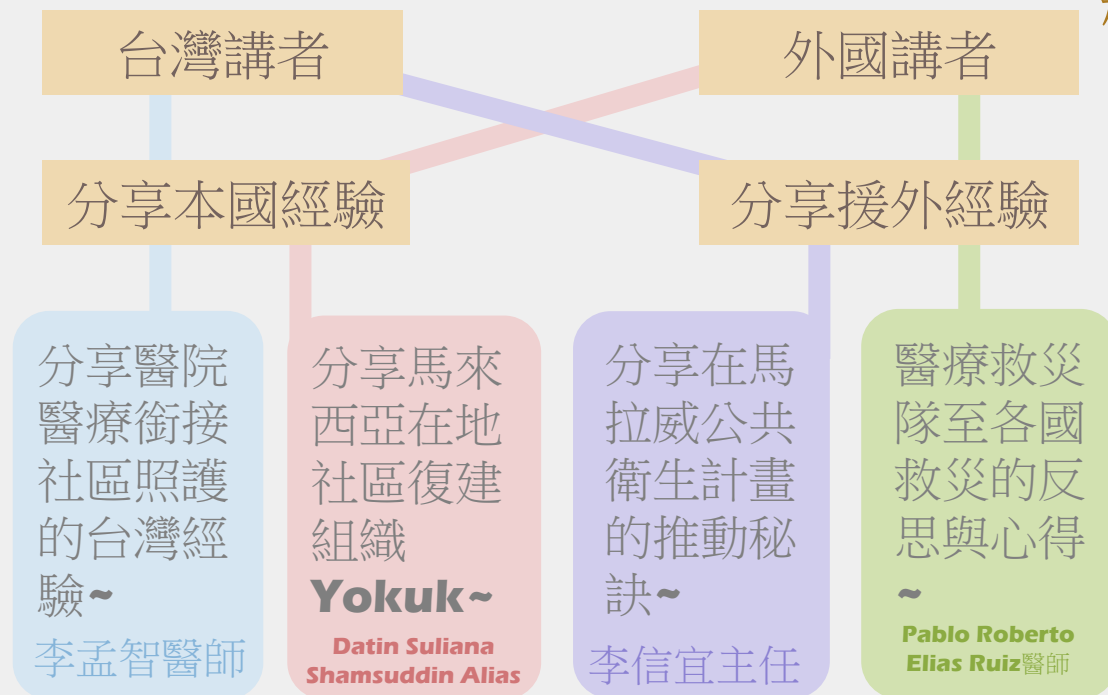 台灣講者
外國講者
分享本國經驗
分享援外經驗
分享醫院
醫療銜接
社區照護
的台灣經
驗~
李孟智醫師
分享馬來
西亞在地
社區復建
組織
Yokuk~
Datin Suliana
Shamsuddin Alias
分享在馬
拉威公共
衛生計畫
的推動秘
訣~
李信宜主任
醫療救災
隊至各國
救災的反
思與心得
~
Pablo Roberto
Elias Ruiz醫師